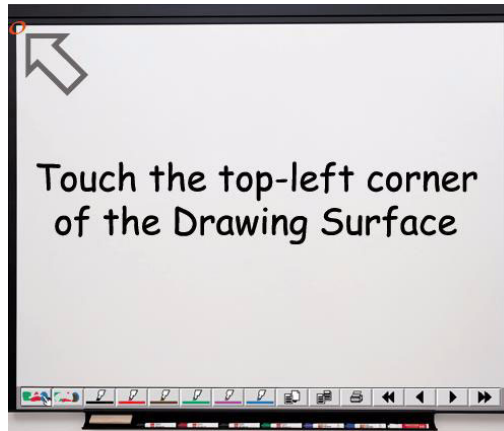 Touch the top-left corner
of the Drawing Surface